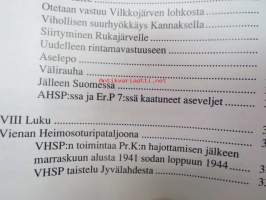 Otetaan vastuu Vilkkojärven lohkosta
Vihollisen suurhyökkäys Kannaksella
Siirtyminen Rukajärvelle
Uudelleen rintamavastuuseen
Aselepo
Välirauha
Jälleen Suomessa
AHSP:ssa ja Er.P 7:ssä kaatuneet aseveljet
VIII Luku
Vienan Heimosoturipataljoona
VHSP:n toimintaa Pr.K:n hajottamisen jälkeen
marraskuun alusta 1941 sodan loppuun 1944
VHSP taistelu Jyvälahdesta